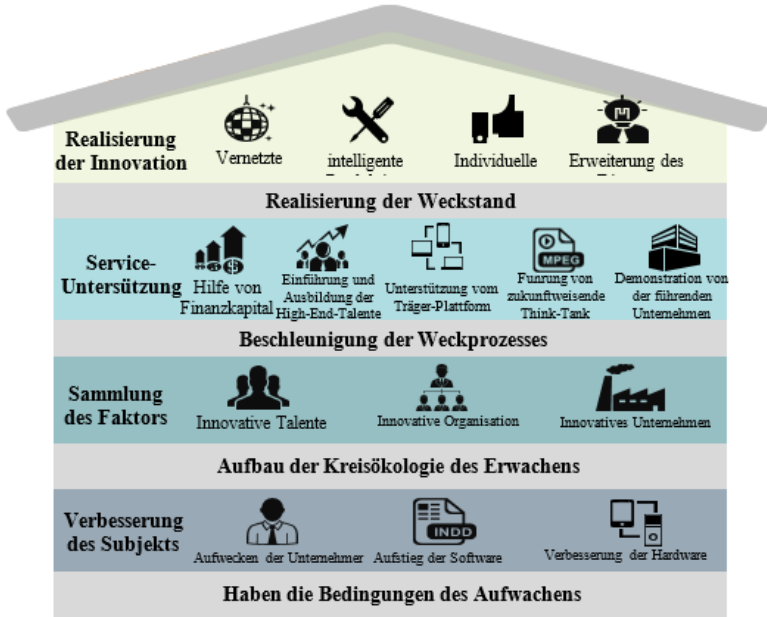 Realisierung
der Innovation
Vernetzte
intelligente
Individuelle
Erweiterung des
Realisierung der Weckstand
Service-
Untersützung
Hilfe von
Finanzkapital
Einführung und
Ausbildung der
High-End-Talente
Unterstützung vom
Träger-Plattform
MPEG
Führung von
zukunftweisende
Think-Tank
Demonstration von
der führenden
Unternehmen
Beschleunigung der Weckprozesses
Sammlung
des Faktors
Innovative Talente
Innovative Organisation
Innovatives Unternehmen
Aufbau der Kreisökologie des Erwachens
Verbesserung
des Subjekts
Aufwecken der Unternehmer
INDD
Aufstieg der Software
Verbesserung der Hardware
Haben die Bedingungen des Aufwachens